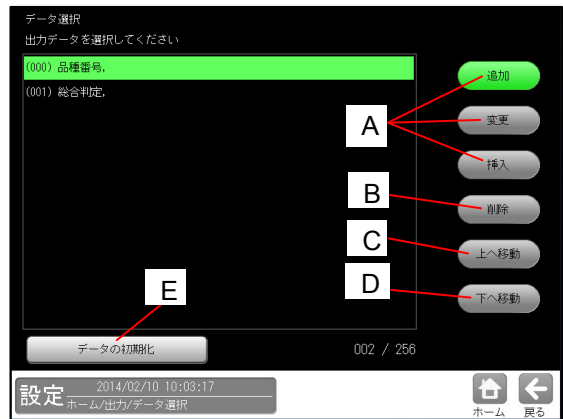 データ選択
出力データを選択してください
(000) 品種番号,
(001) 総合判定,
追加
変更
挿入
削除
上へ移動
下へ移動
A
B
C
D
E
データの初期化
002 / 256
設定
2014/02/10 10:03:17
ホーム/出力/データ選択
ホーム
戻る